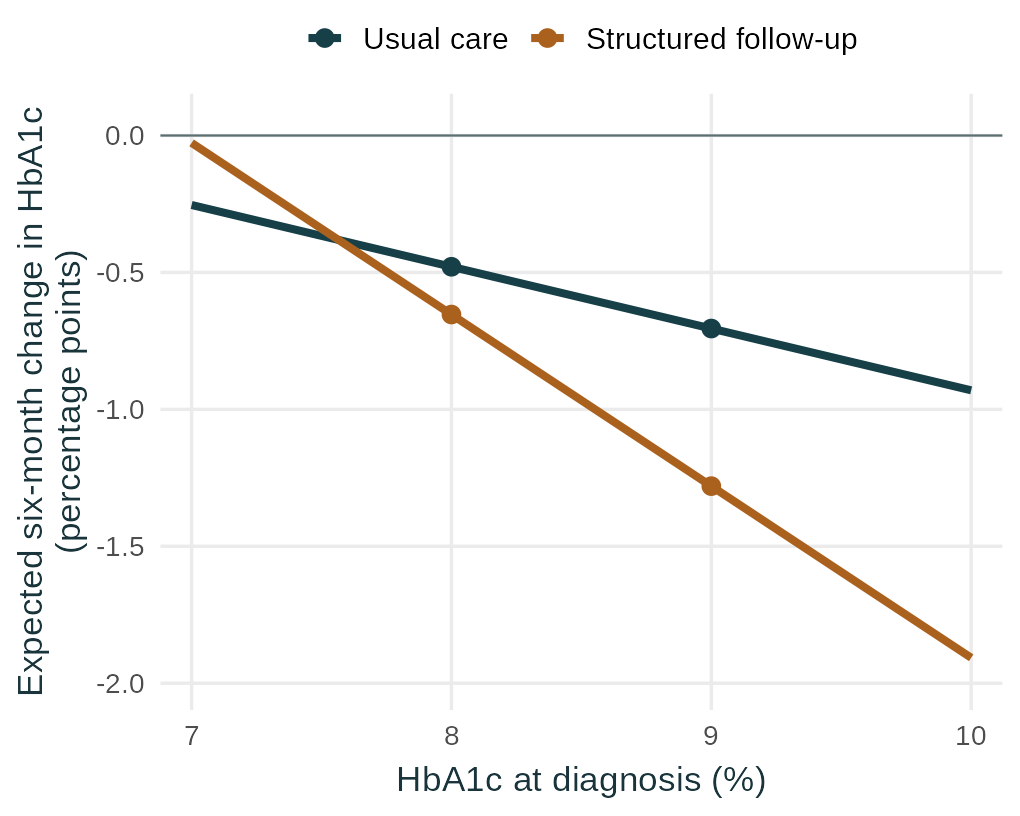 Usual care
Structured follow-up
Expected six-month change in HbA1c
(percentage points)
0.0
-0.5
-1.0
-1.5
-2.0
7
8
9
10
HbA1c at diagnosis (%)